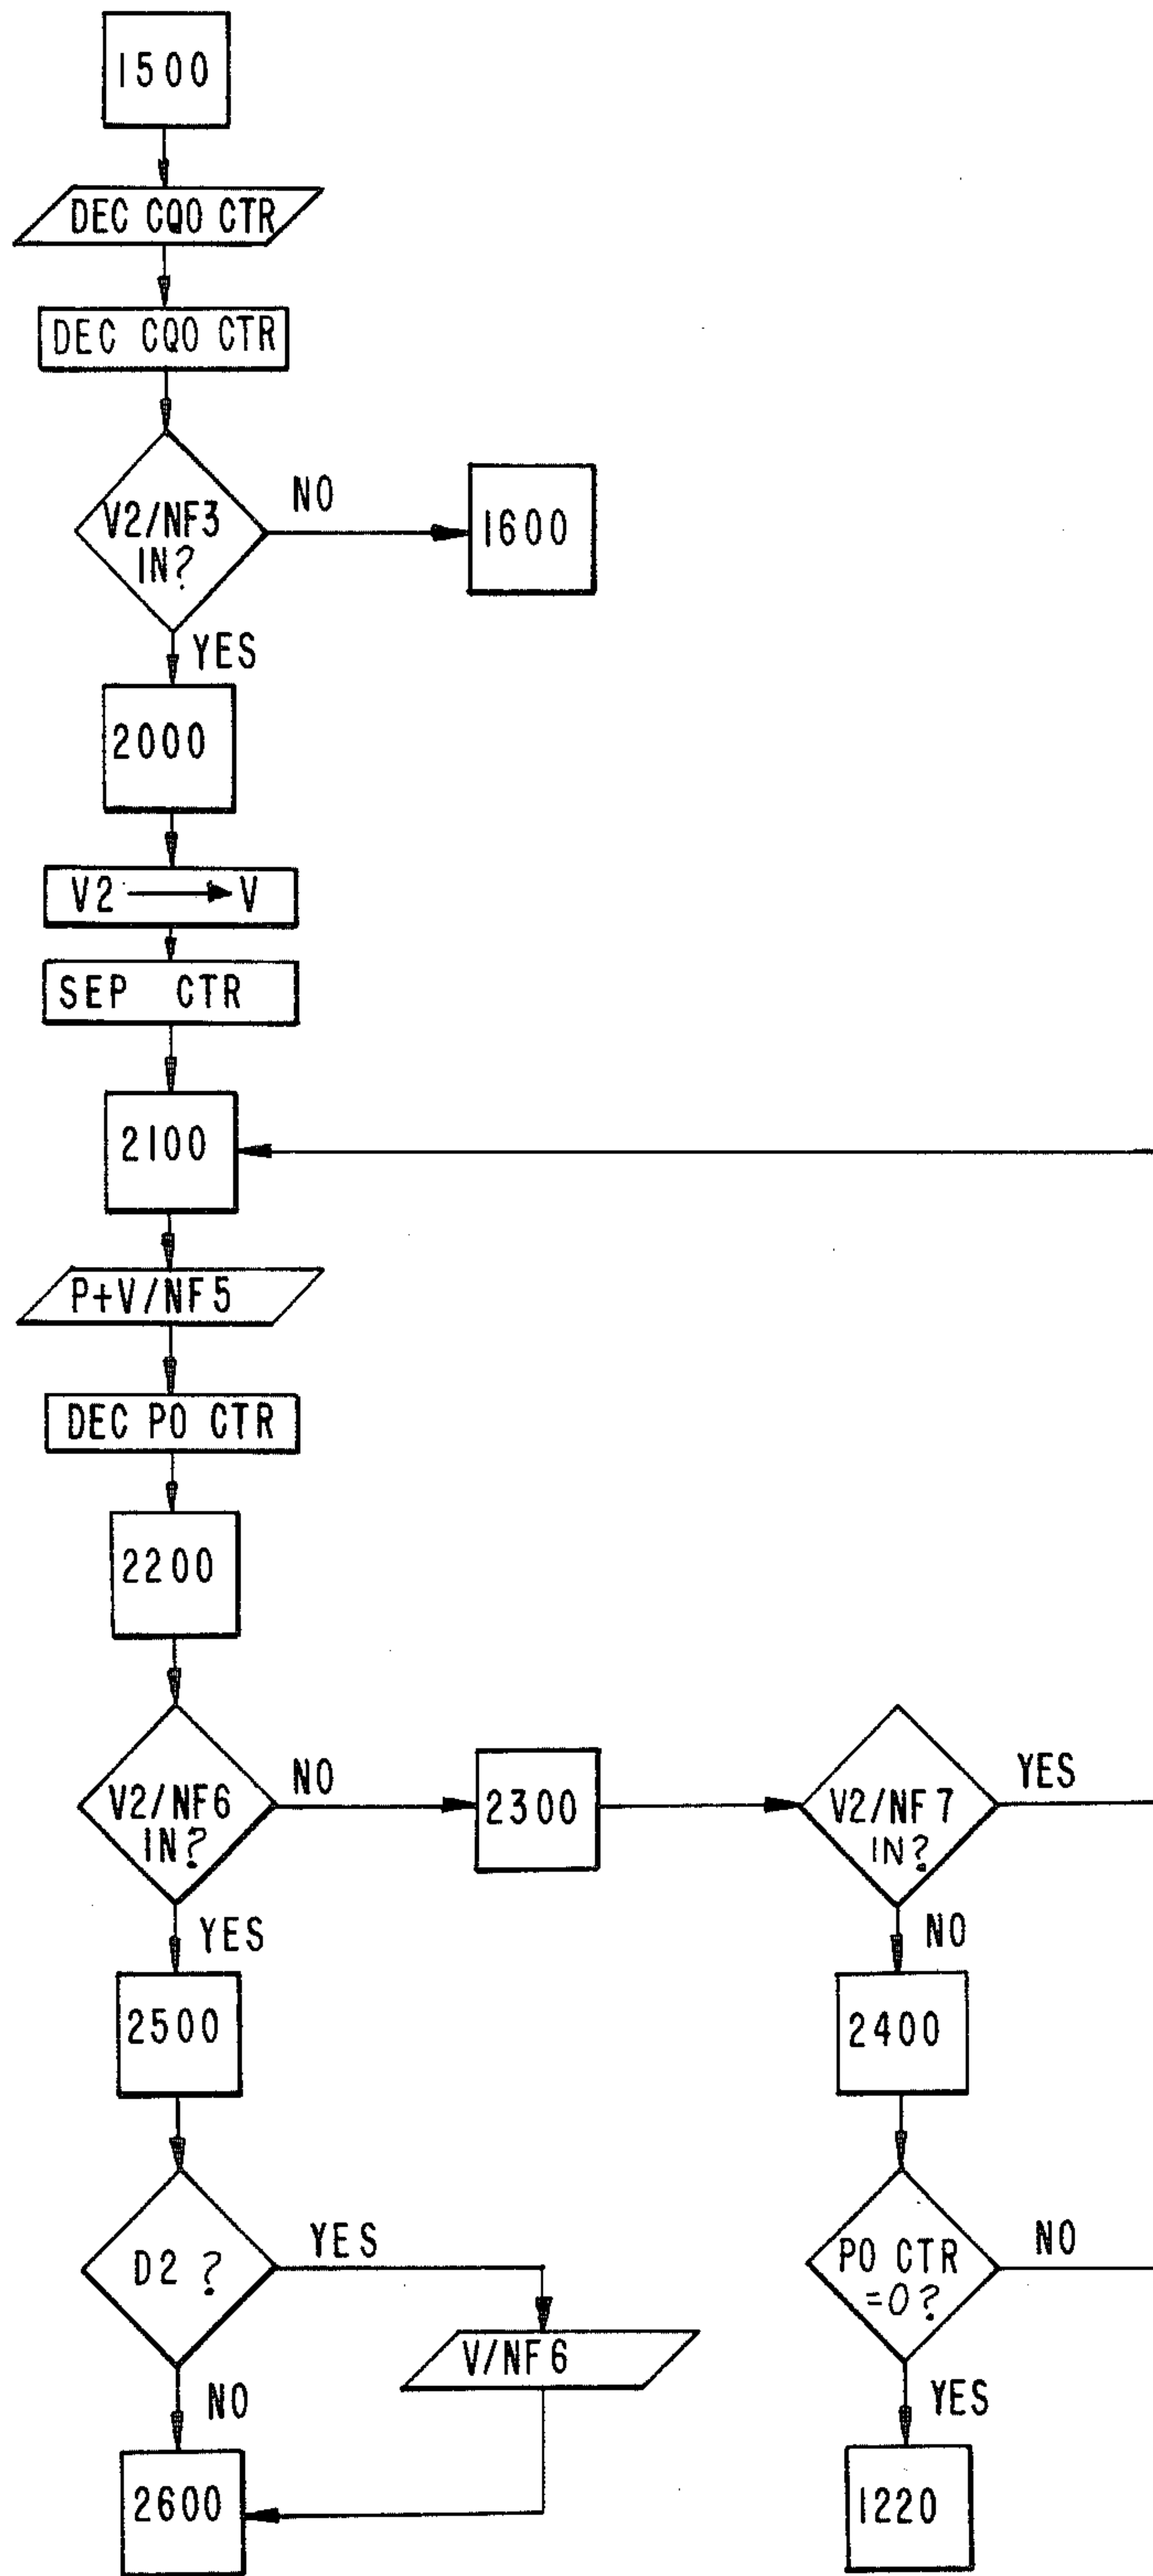 1500
DEC CQ0 CTR
DEC CQ0 CTR
V2/NF3
IN?
NO
1600
YES
2000
V2 → V
SEP CTR
2100
P+V/NF5
DEC P0 CTR
2200
V2/NF6
IN?
NO
2300
V2/NF7
IN?
YES
YES
NO
2500
2400
D2 ?
YES
P0 CTR
=0?
NO
V/NF6
NO
YES
2600
1220